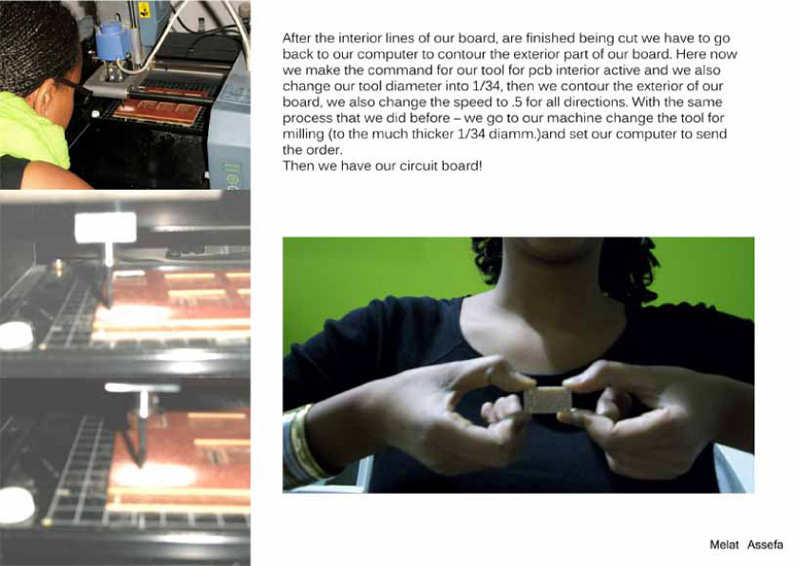 After the interior lines of our board, are finished being cut we have to go
back to our computer to contour the exterior part of our board. Here now
we make the command for our tool for pcb interior active and we also
change our tool diameter into 1/34, then we contour the exterior of our
board, we also change the speed to .5 for all directions. With the same
process that we did before – we go to our machine change the tool for
milling (to the much thicker 1/34 diamm.)and set our computer to send
the order.
Then we have our circuit board!
Melat Assefa